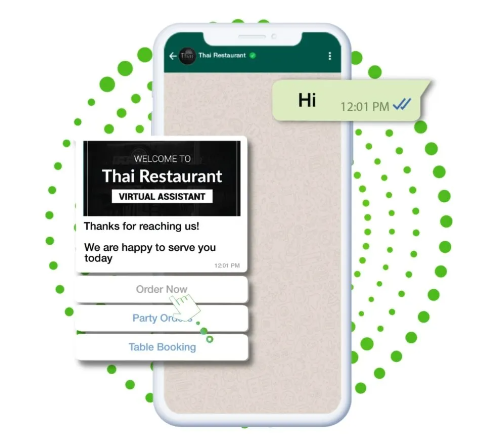 Thai Restaurant
Hi
12:01 PM
WELCOME TO
Thai Restaurant
VIRTUAL ASSISTANT
Thanks for reaching us!
We are happy to serve you
today
12:01 PM
Order Now
Party Orders
Table Booking